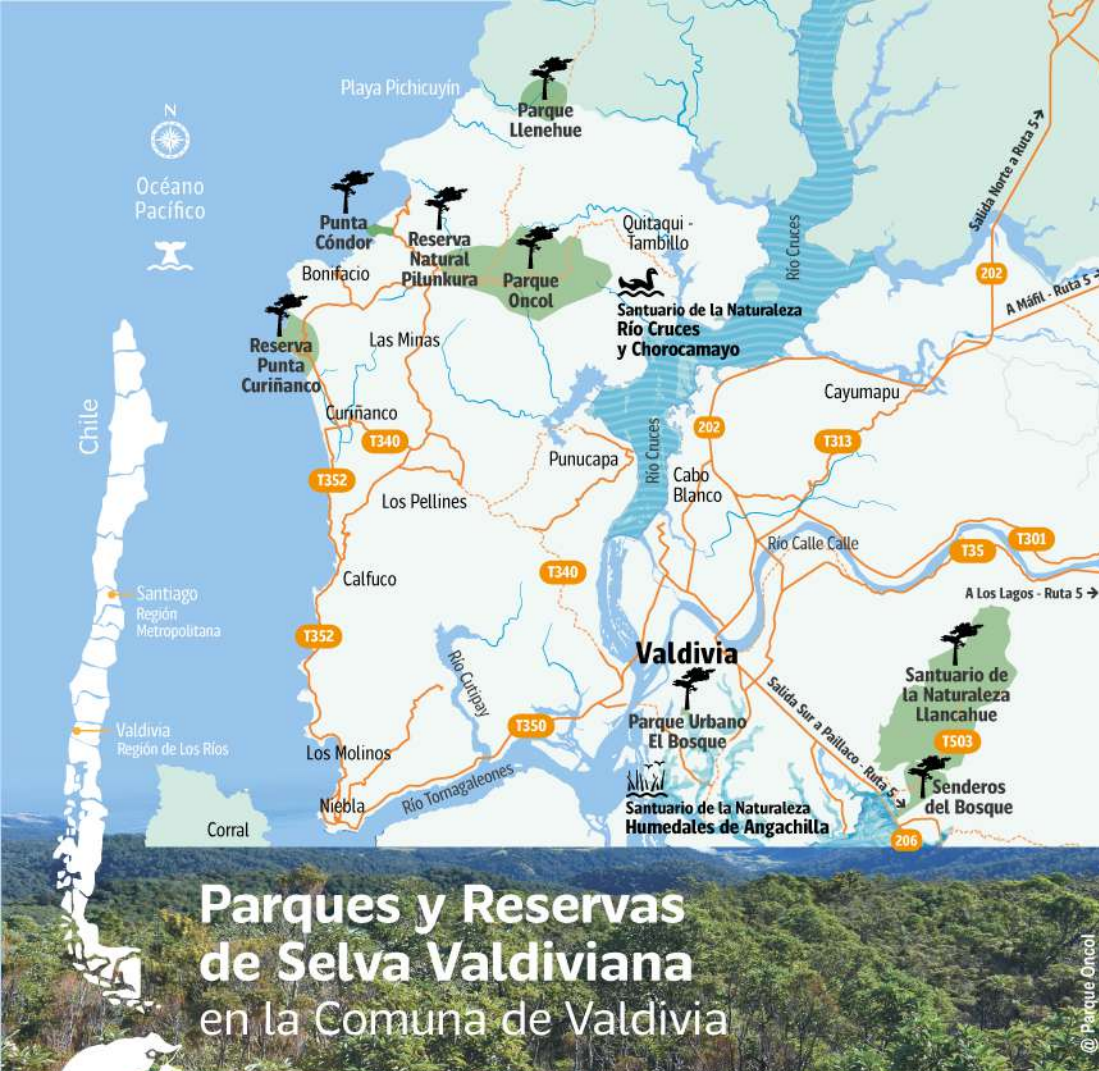 Playa Pichicuyín
Parque
Llenehue
N
Océano
Pacífico
Punta
Cóndor
Reserva
Natural
Pilunkura
Parque
Oncol
Quitaqui -
Tambillo
Río Cruces
Salida Norte a Ruta 5
202
A Máfil - Ruta 5
Bonifacio
Santuario de la Naturaleza
Río Cruces
y Chorocamayo
Reserva
Punta
Curiñanco
Las Minas
Cayumapu
Chile
Curiñanco
T340
202
T313
T352
Punucapa
Río Cruces
Cabo
Blanco
Los Pellines
Río Calle Calle
T35
T301
Calfuco
T340
A Los Lagos - Ruta 5
Santiago
Región
Metropolitana
T352
Valdivia
Río Cutipay
Santuario de
la Naturaleza
Llancahue
Parque Urbano
El Bosque
Salida Sur a Paillaco - Ruta 5
T350
T503
Valdivia
Región de Los Ríos
Los Molinos
Niebla
Río Tornagaleones
Santuario de la Naturaleza
Humedales de Angachilla
Senderos
del Bosque
206
Corral
Parques y Reservas
de Selva Valdiviana
en la Comuna de Valdivia
@ Parque Oncol